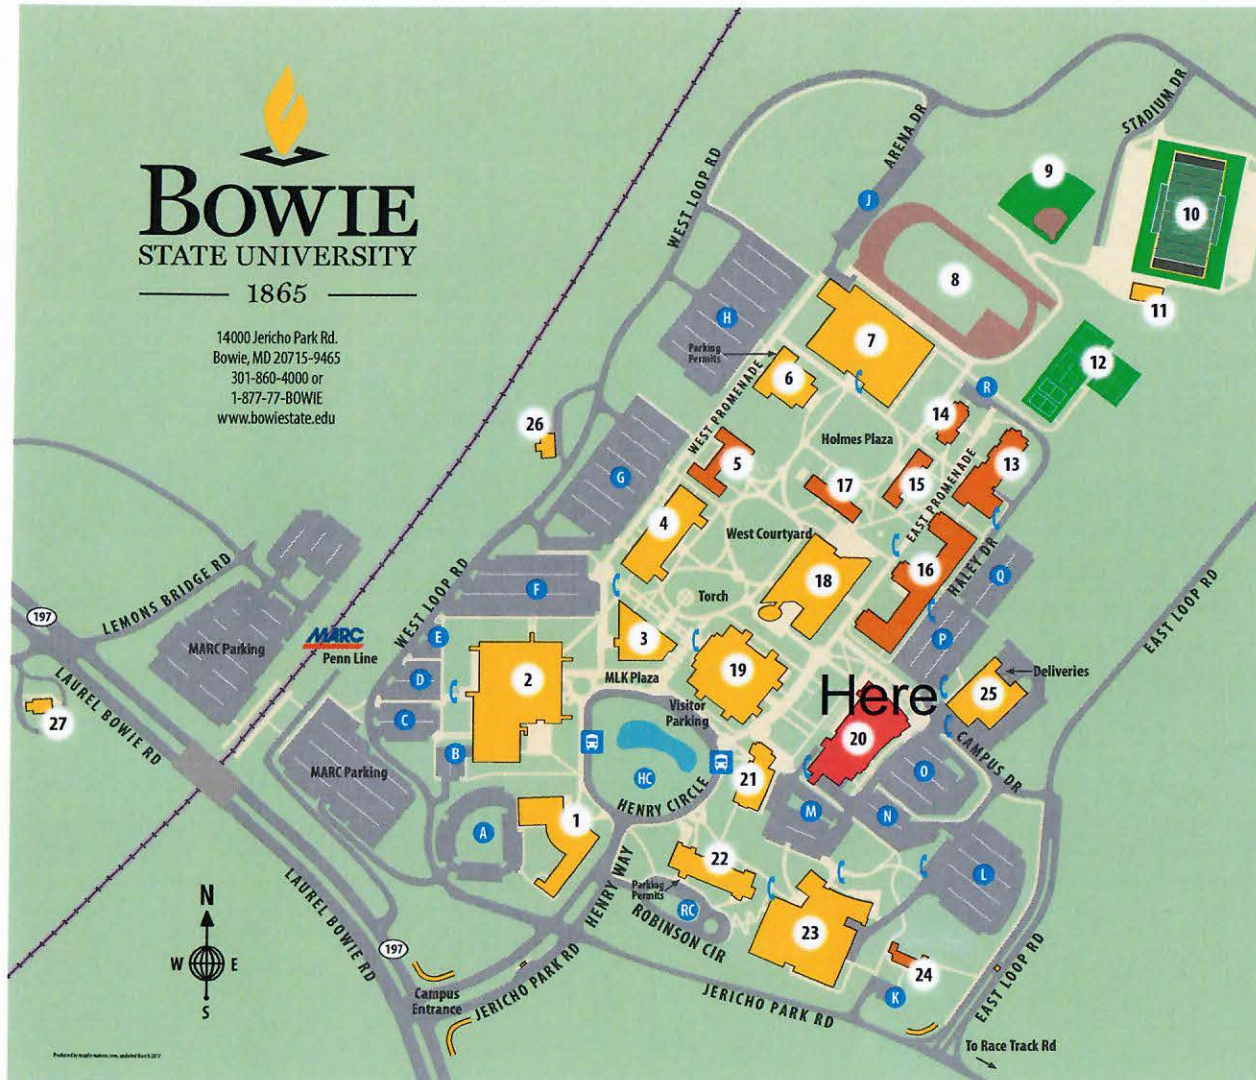 BOWIE
STATE UNIVERSITY
1865
14000 Jericho Park Rd.
Bowie, MD 20715-9465
301-860-4000 or
1-877-77-BOWIE
www.bowiestate.edu
WEST LOOP RD
ARENA DR
STADIUM DR
J
9
10
11
8
H
7
Parking
Permits
6
12
R
WEST PROMENADE
14
Holmes Plaza
26
G
5
17
15
EAST PROMENADE
13
4
West Courtyard
16
HALEY DR
Q
EAST LOOP RD
18
F
Torch
LEMONS BRIDGE RD
197
MARC Parking
MARC
Penn Line
WEST LOOP RD
E
D
C
B
2
3
MLK Plaza
19
P
Deliveries
25
Here
20
Visitor
Parking
CAMPUS DR
27
LAUREL BOWIE RD
MARC Parking
HC
HENRY CIRCLE
21
O
M
N
A
1
HENRY WAY
22
L
Parking
Permits
RC
ROBINSON CIR
23
24
K
N
W
E
S
LAUREL BOWIE RD
197
Campus
Entrance
JERICHO PARK RD
JERICHO PARK RD
EAST LOOP RD
To Race Track Rd